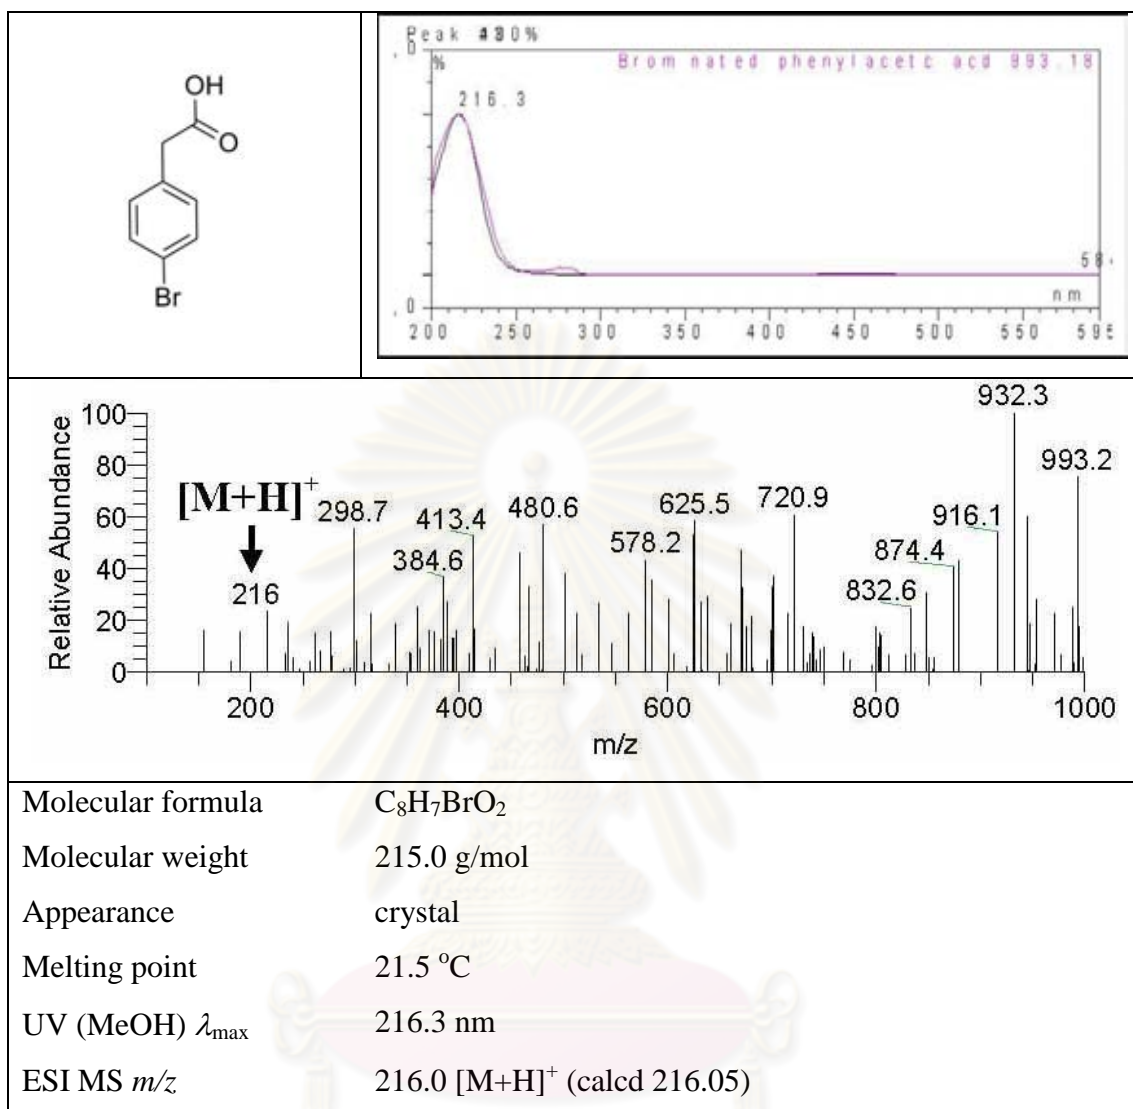 OH
O
Br
Peak
% 
Brom nated phenylacetc acd 993.18
216.3
nm
200 250 300 350 400 450 500 550
Relative Abundance
100
80
60
40
20
0
[M+H]+
216
298.7
384.6
413.4
480.6
578.2
625.5
720.9
832.6
874.4
916.1
932.3
993.2
200 400 600 800 1000
m/z
Molecular formula C8H7BrO2
Molecular weight 215.0 g/mol
Appearance crystal
Melting point 21.5 °C
UV (MeOH) λmax 216.3 nm
ESI MS m/z 216.0 [M+H]+ (calcd 216.05)